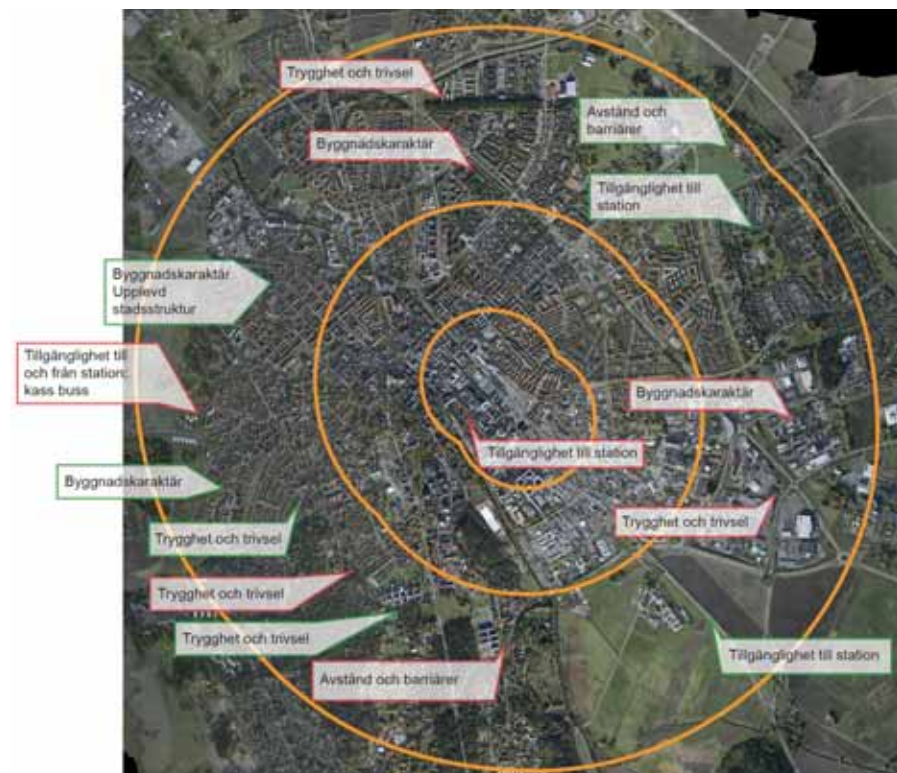 Trygghet och trivsel
Avstånd och
barriärer
Byggnadskaraktär
Tillgänglighet till
station
Byggnadskaraktär
Upplevd
stadsstruktur
Tillgänglighet till
och från station;
kass buss
Byggnadskaraktär
Tillgänglighet till station
Byggnadskaraktär
Trygghet och trivsel
Trygghet och trivsel
Trygghet och trivsel
Trygghet och trivsel
Tillgänglighet till station
Avstånd och barriärer